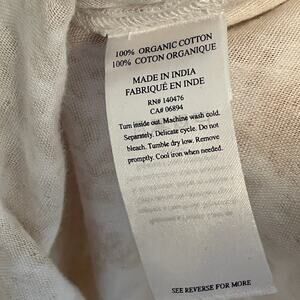 100% ORGANIC COTTON
100% COTON ORGANIQUE
MADE IN INDIA
FABRIQUÉ EN INDE
RN# 140476
CA# 06894
Turn inside out. Machine wash cold.
Separately. Delicate cycle. Do not
bleach. Tumble dry low. Remove
promptly. Cool iron when needed.
SEE REVERSE FOR MORE